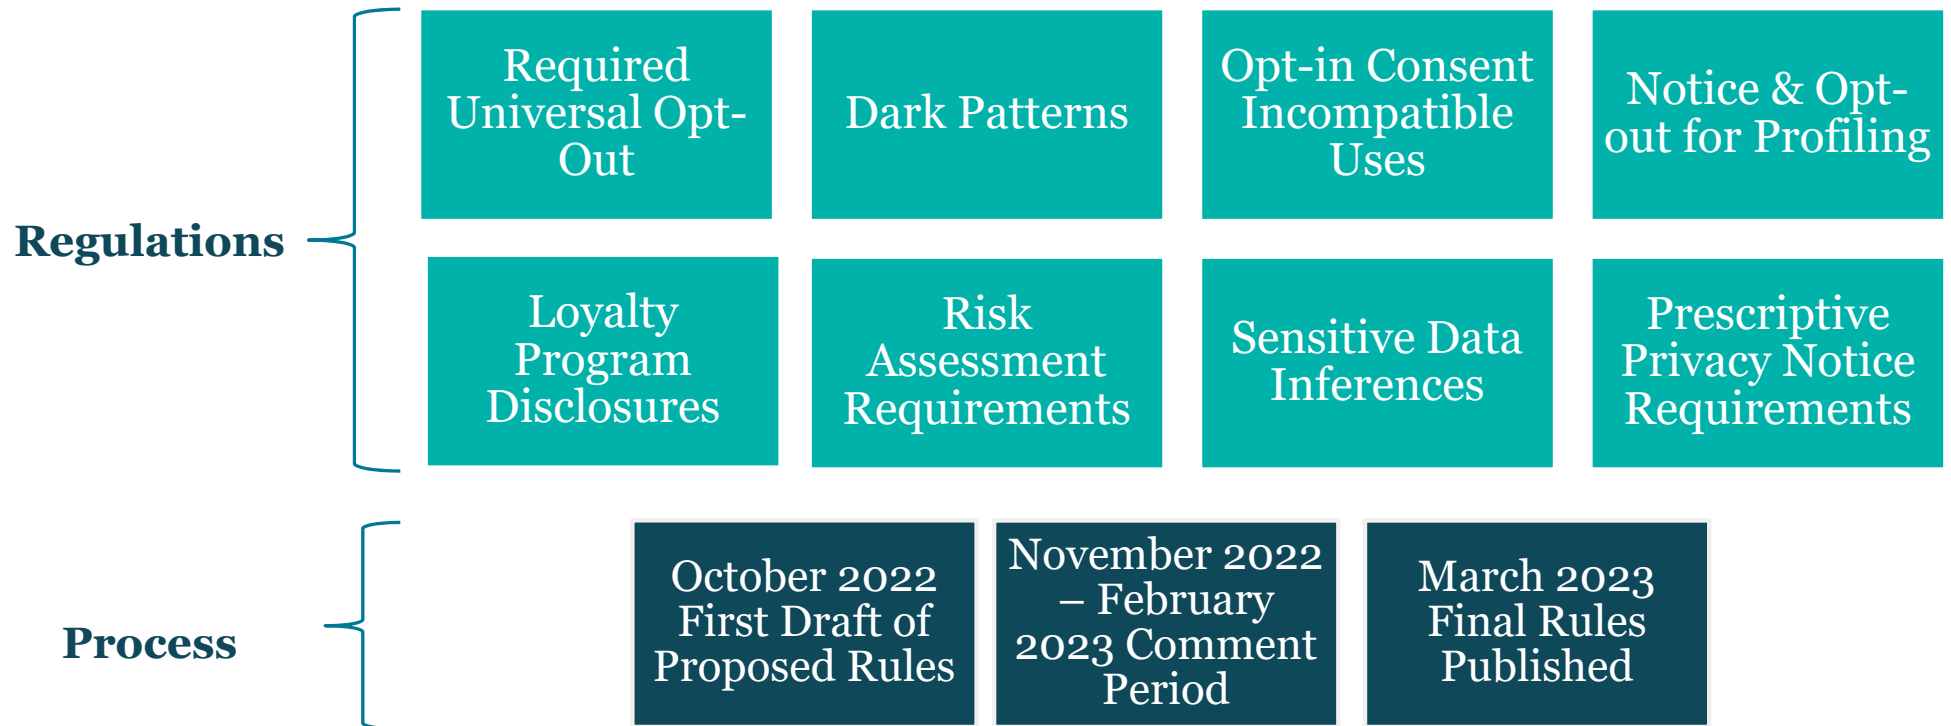 Regulations
Required
Universal Opt-
Out
Dark Patterns
Opt-in Consent
Incompatible
Uses
Notice & Opt-
out for Profiling
Loyalty
Program
Disclosures
Risk
Assessment
Requirements
Sensitive Data
Inferences
Prescriptive
Privacy Notice
Requirements
Process
October 2022
First Draft of
Proposed Rules
November 2022
– February
2023 Comment
Period
March 2023
Final Rules
Published